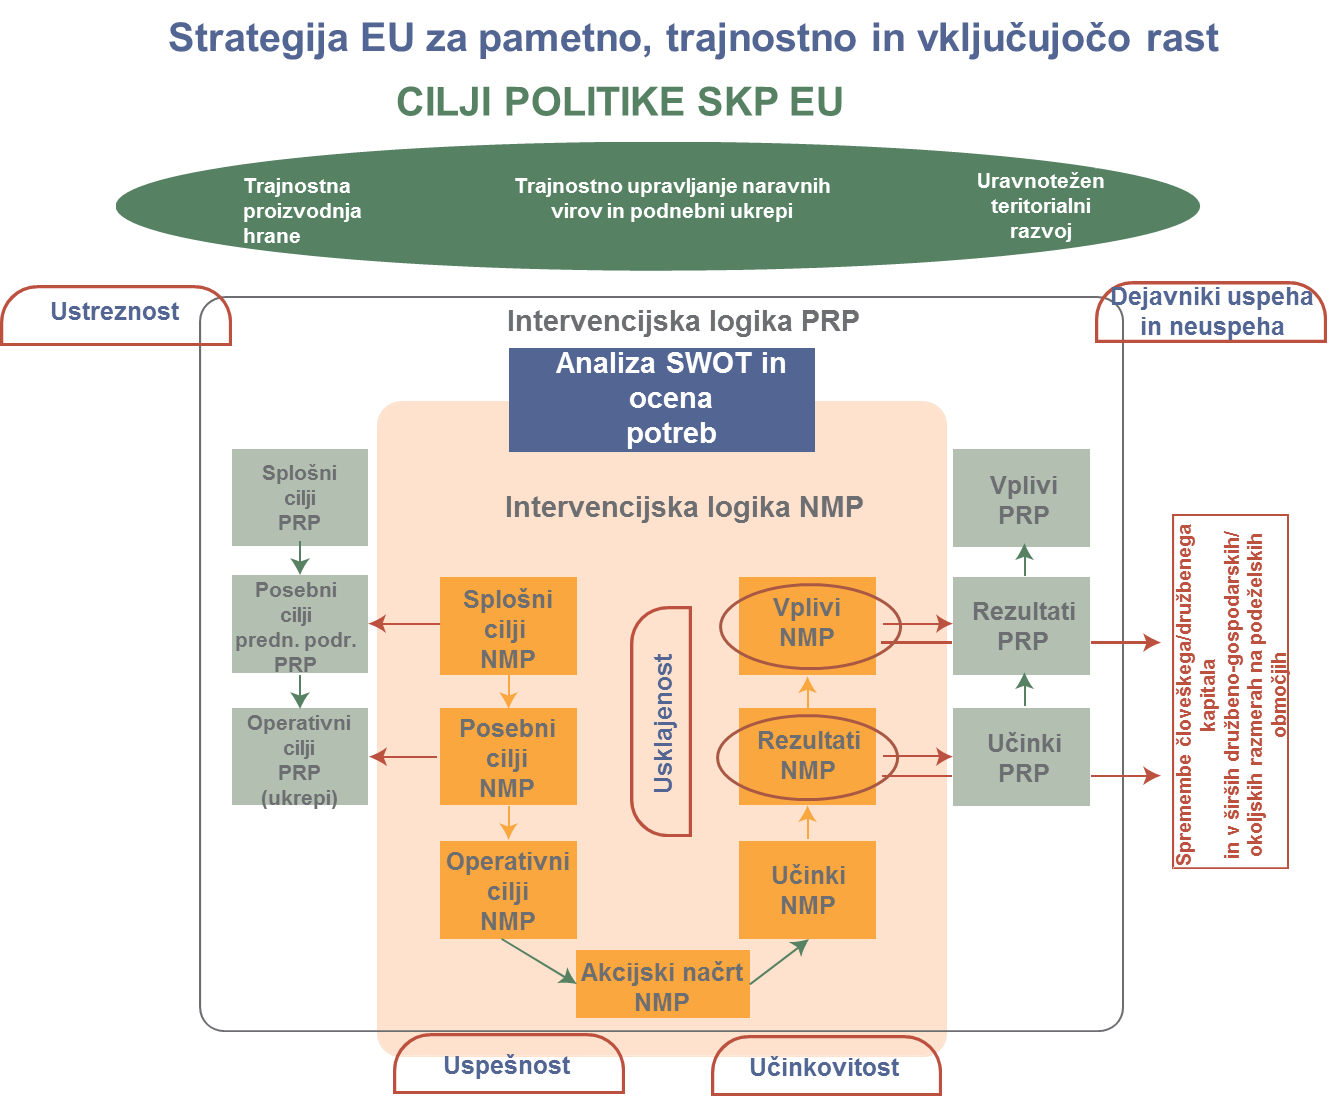 Strategija EU za pametno, trajnostno in vključujočo rast
CILJI POLITIKE SKP EU
Trajnostna
proizvodnja
hrane
Trajnostno upravljanje naravnih
virov in podnebni ukrepi
Uravnotežen
teritorialni
razvoj
Ustreznost
Dejavniki uspeha
in neuspeha
Intervencijska logika PRP
Analiza SWOT in
ocena
potreb
Intervencijska logika NMP
Splošni
cilji
PRP
Posebni
cilji
predn. podr.
PRP
Operativni
cilji
PRP
(ukrepi)
Splošni
cilji
NMP
Posebni
cilji
NMP
Operativni
cilji
NMP
Akcijski načrt
NMP
Usklajenost
Vplivi
NMP
Rezultati
NMP
Učinki
NMP
Vplivi
PRP
Rezultati
PRP
Učinki
PRP
Spremembe človeškega/družbenega
kapitala
in v širših družbeno-gospodarskih/
okoljskih razmerah na podeželskih
območjih
Uspešnost
Učinkovitost